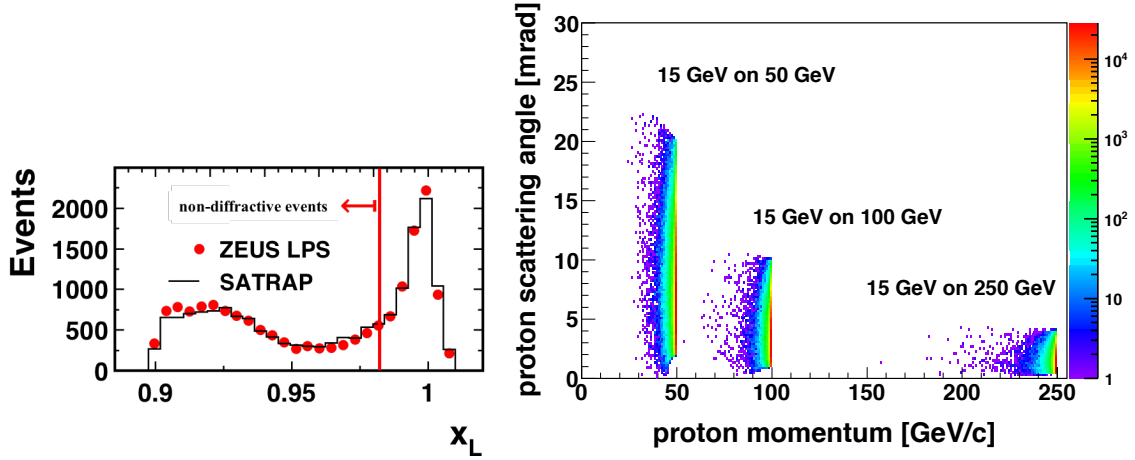 Events
2000
1500
1000
500
0
non-diffractive events
ZEUS LPS
SATRAP
0.9
0.95
1
x_L
proton scattering angle [mrad]
30
25
20
15
10
5
0
15 GeV on 50 GeV
15 GeV on 100 GeV
15 GeV on 250 GeV
0
50
100
150
200
250
proton momentum [GeV/c]
10^4
10^3
10^2
10
1